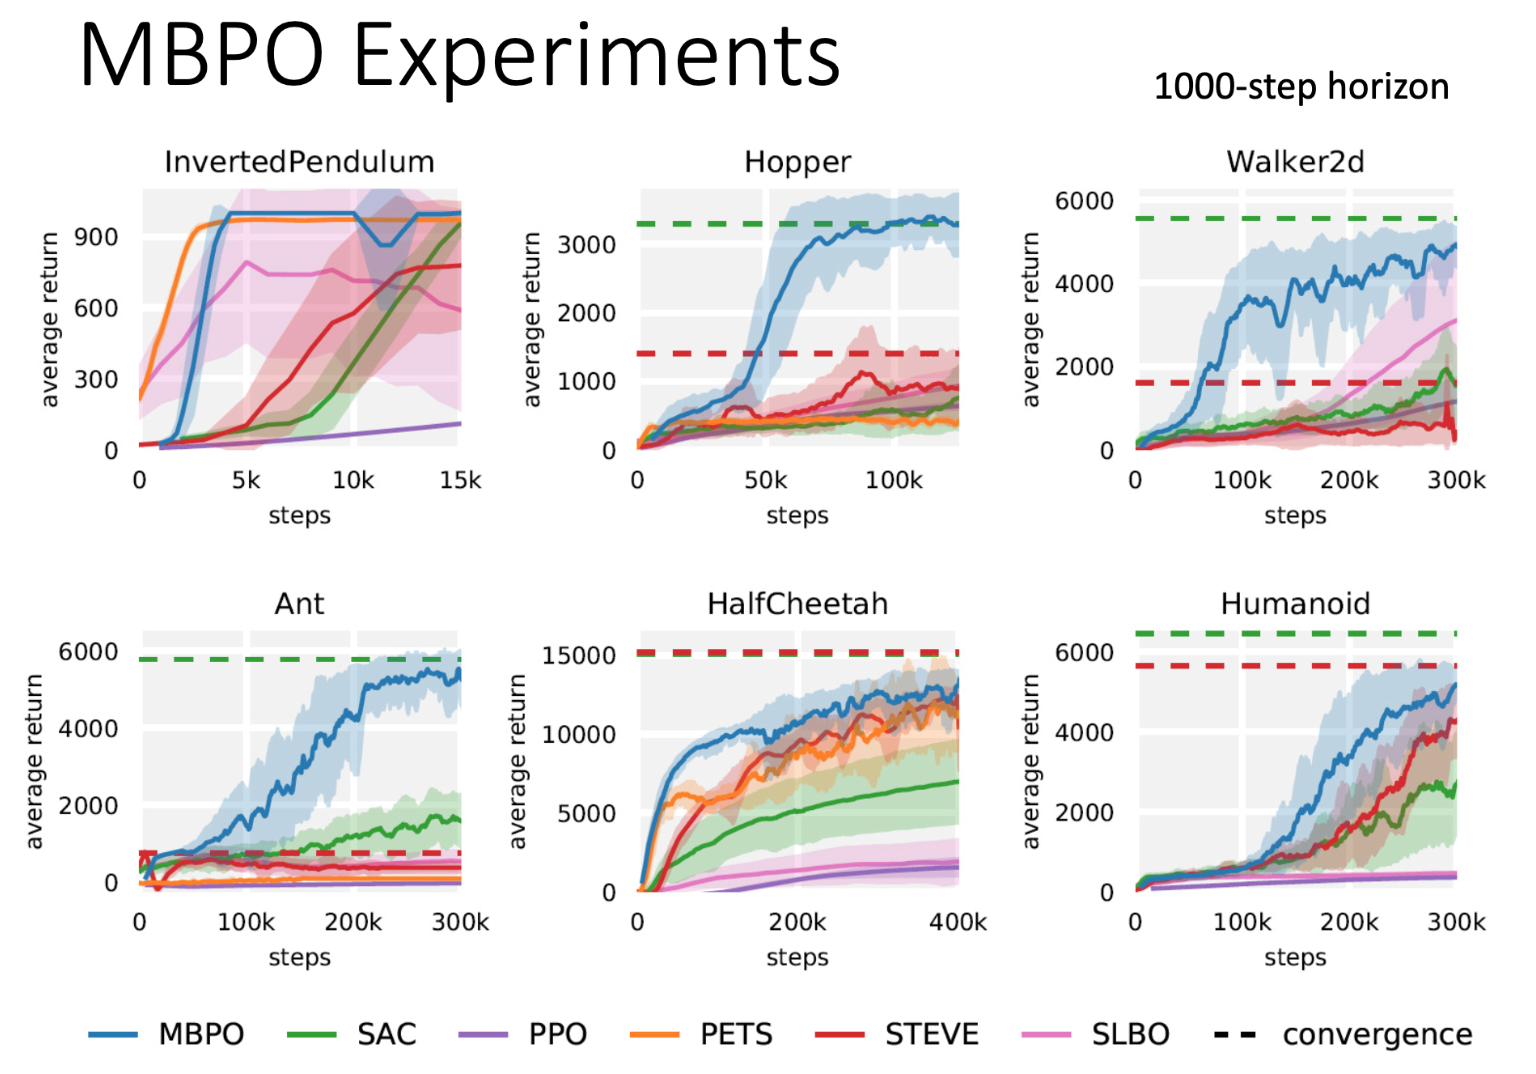 MBPO Experiments
1000-step horizon
InvertedPendulum
average return
900
600
300
0
0 5k 10k 15k
steps
Hopper
average return
3000
2000
1000
0
0 50k 100k
steps
Walker2d
average return
6000
4000
2000
0
0 100k 200k 300k
steps
Ant
average return
6000
4000
2000
0
0 100k 200k 300k
steps
HalfCheetah
average return
15000
10000
5000
0
0 200k 400k
steps
Humanoid
average return
6000
4000
2000
0
0 100k 200k 300k
steps
MBPO SAC PPO PETS STEVE SLBO convergence